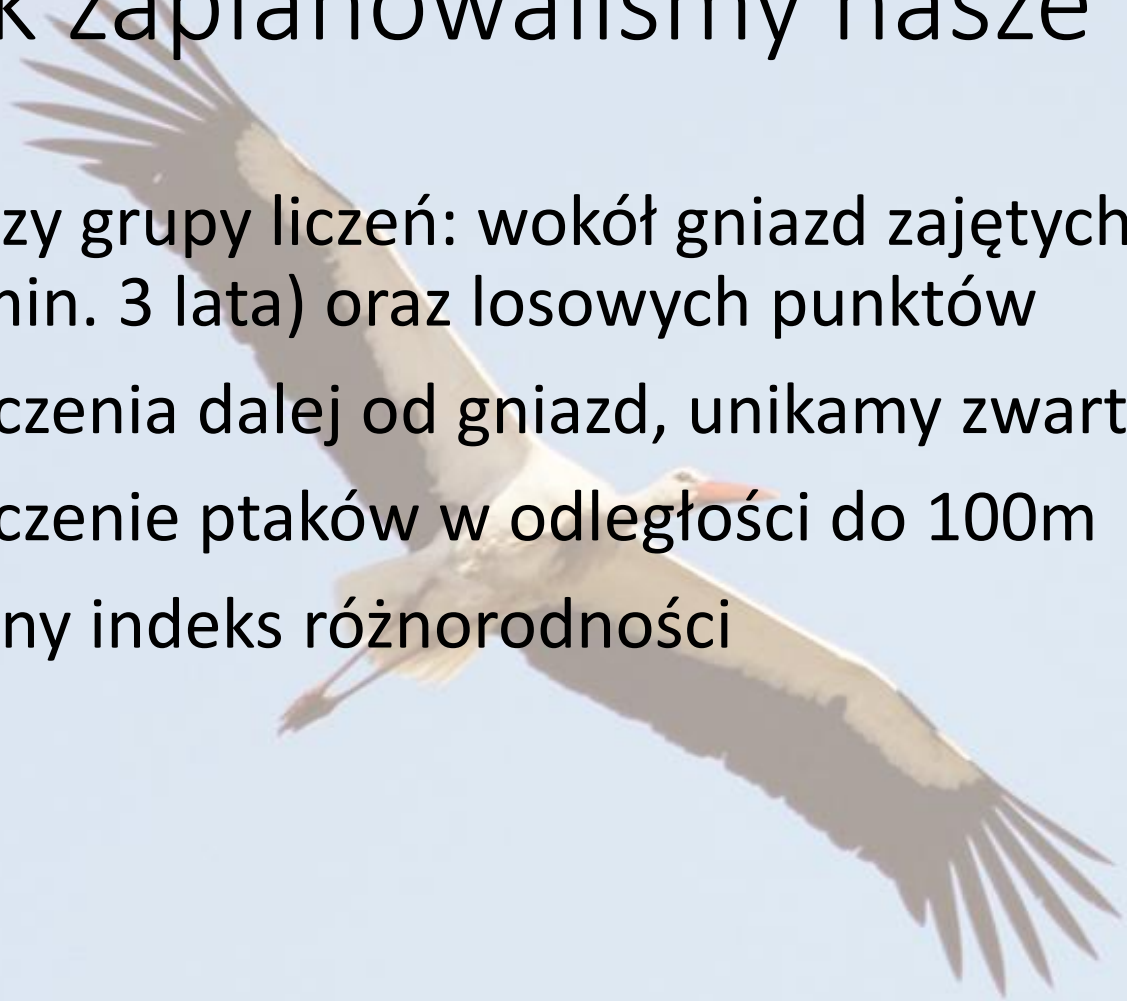 k zaplanowaliśmy nasze
zy grupy liczeń: wokół gniazd zajętych
min. 3 lata) oraz losowych punktów
czenia dalej od gniazd, unikamy zwart
czenie ptaków w odległości do 100m
ny indeks różnorodności